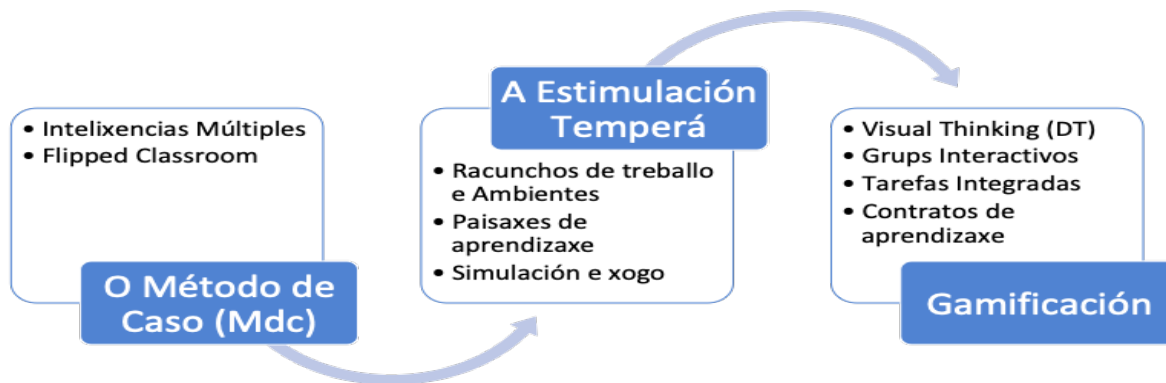 • Intelixencias Múltiples
• Flipped Classroom
O Método de
Caso (Mdc)
A Estimulación
Temperá
• Racunchos de treballo
e Ambientes
• Paisaxes de
aprendizaxe
• Simulación e xogo
• Visual Thinking (DT)
• Grups Interactivos
• Tarefas Integradas
• Contratos de
aprendizaxe
Gamificación